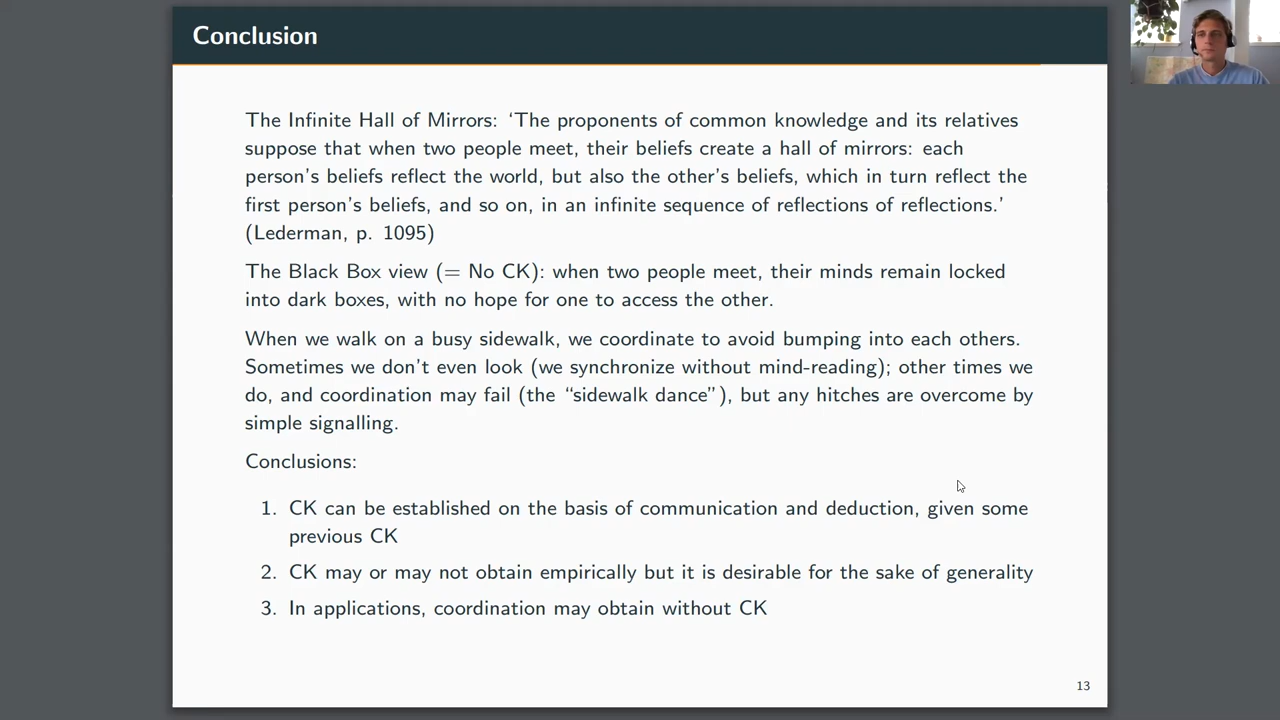 Conclusion
The Infinite Hall of Mirrors: ‘The proponents of common knowledge and its relatives
suppose that when two people meet, their beliefs create a hall of mirrors: each
person’s beliefs reflect the world, but also the other’s beliefs, which in turn reflect the
first person’s beliefs, and so on, in an infinite sequence of reflections of reflections.’
(Lederman, p. 1095)
The Black Box view (= No CK): when two people meet, their minds remain locked
into dark boxes, with no hope for one to access the other.
When we walk on a busy sidewalk, we coordinate to avoid bumping into each others.
Sometimes we don’t even look (we synchronize without mind-reading); other times we
do, and coordination may fail (the “sidewalk dance”), but any hitches are overcome by
simple signalling.
Conclusions:
1. CK can be established on the basis of communication and deduction, given some
previous CK
2. CK may or may not obtain empirically but it is desirable for the sake of generality
3. In applications, coordination may obtain without CK
13